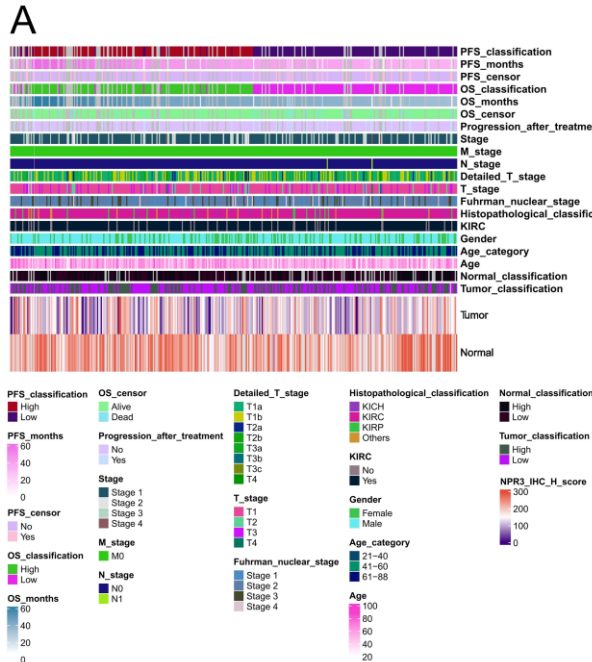 A
PFS_classification
PFS_months
PFS_censor
OS_classification
OS_months
OS_censor
Progression_after_treatme
Stage
M_stage
N_stage
Detailed_T_stage
T_stage
Fuhrman_nuclear_stage
Histopathological_classific
KIRC
Gender
Age_category
Age
Normal_classification
Tumor_classification
Tumor
Normal
PFS_classification
High
Low
PFS_months
60
40
20
0
PFS_censor
No
Yes
OS_classification
High
Low
OS_months
60
40
20
0
OS_censor
Alive
Dead
Progression_after_treatment
No
Yes
Stage
Stage 1
Stage 2
Stage 3
Stage 4
M_stage
M0
N_stage
N0
N1
Detailed_T_stage
T1a
T1b
T2a
T2b
T3a
T3b
T3c
T4
T_stage
T1
T2
T3
T4
Fuhrman_nuclear_stage
Stage 1
Stage 2
Stage 3
Stage 4
Histopathological_classification
KICH
KIRC
KIRP
Others
KIRC
No
Yes
Gender
Female
Male
Age_category
21-40
41-60
61-88
Age
100
80
60
40
20
Normal_classification
High
Low
Tumor_classification
High
Low
NPR3_IHC_H_score
300
200
100
0